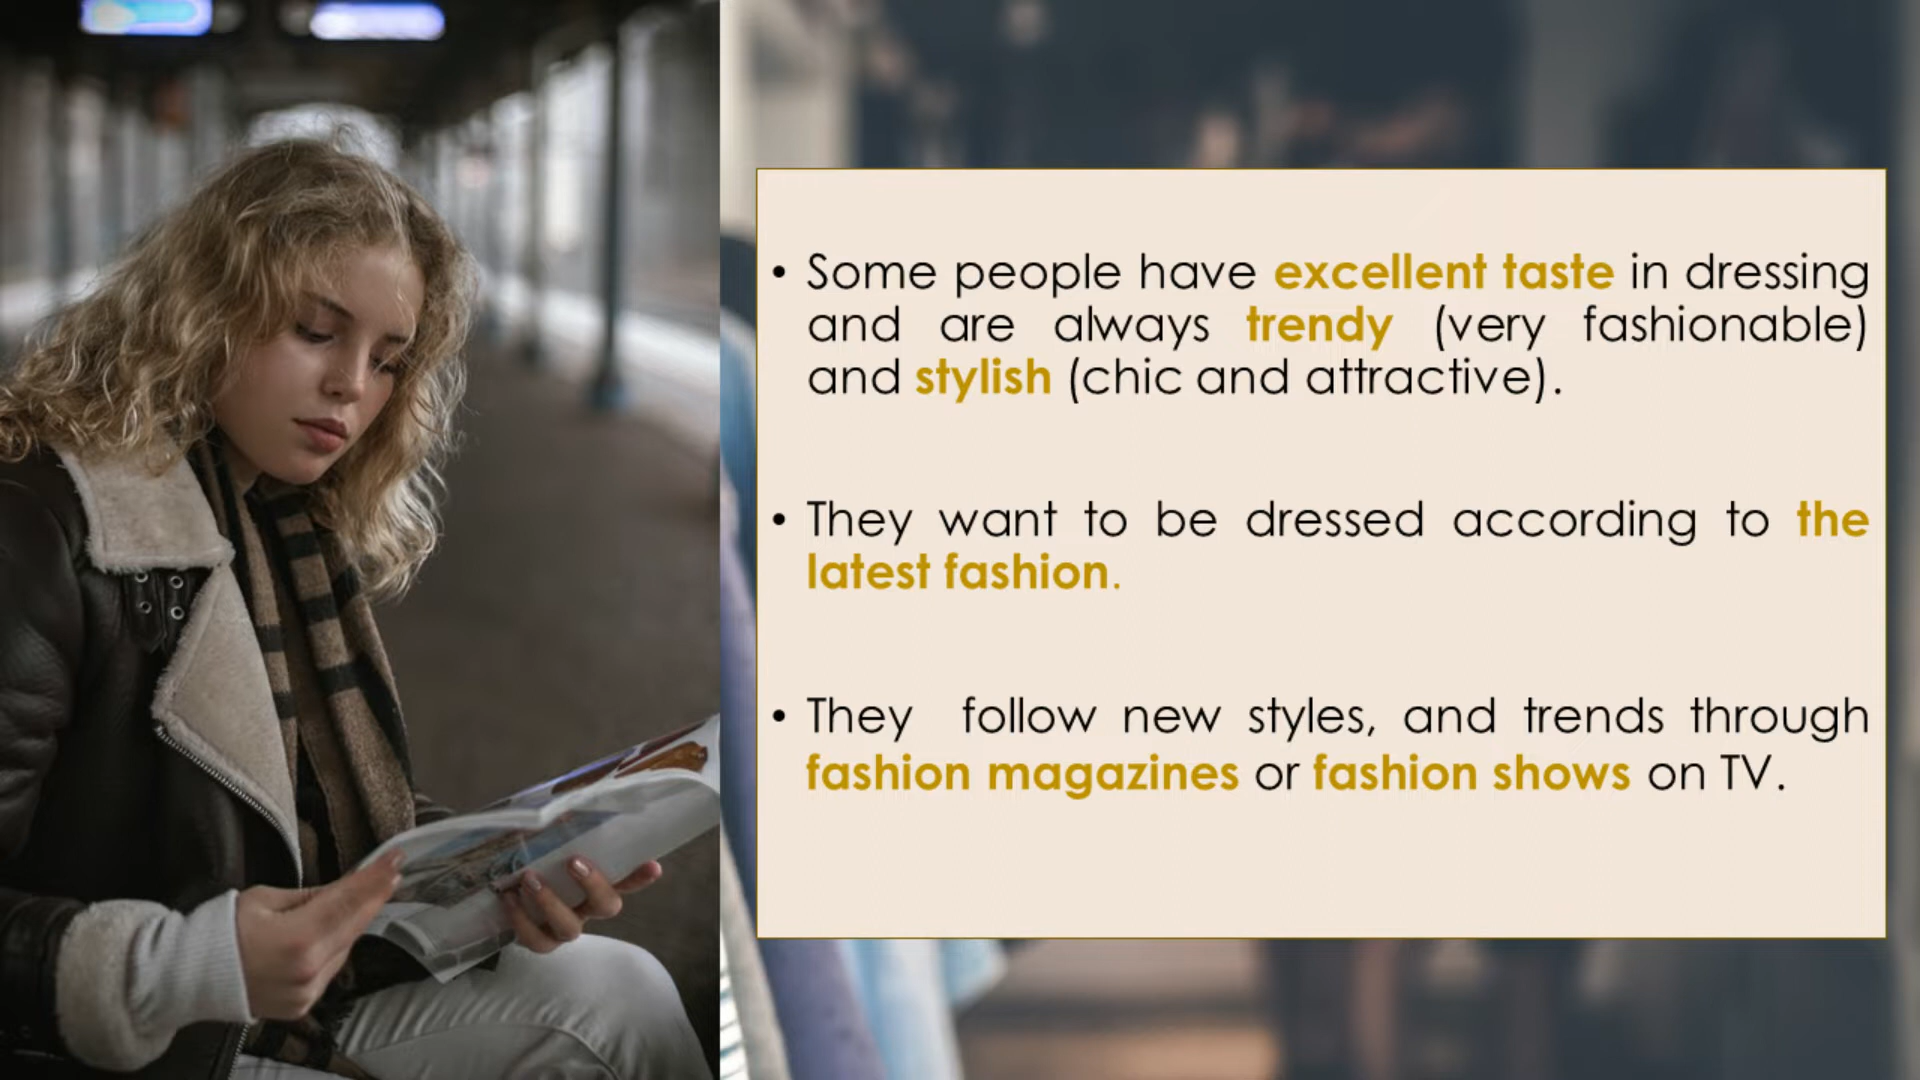 • Some people have excellent taste in dressing
and are always trendy (very fashionable)
and stylish (chic and attractive).
• They want to be dressed according to the
latest fashion.
• They follow new styles, and trends through
fashion magazines or fashion shows on TV.